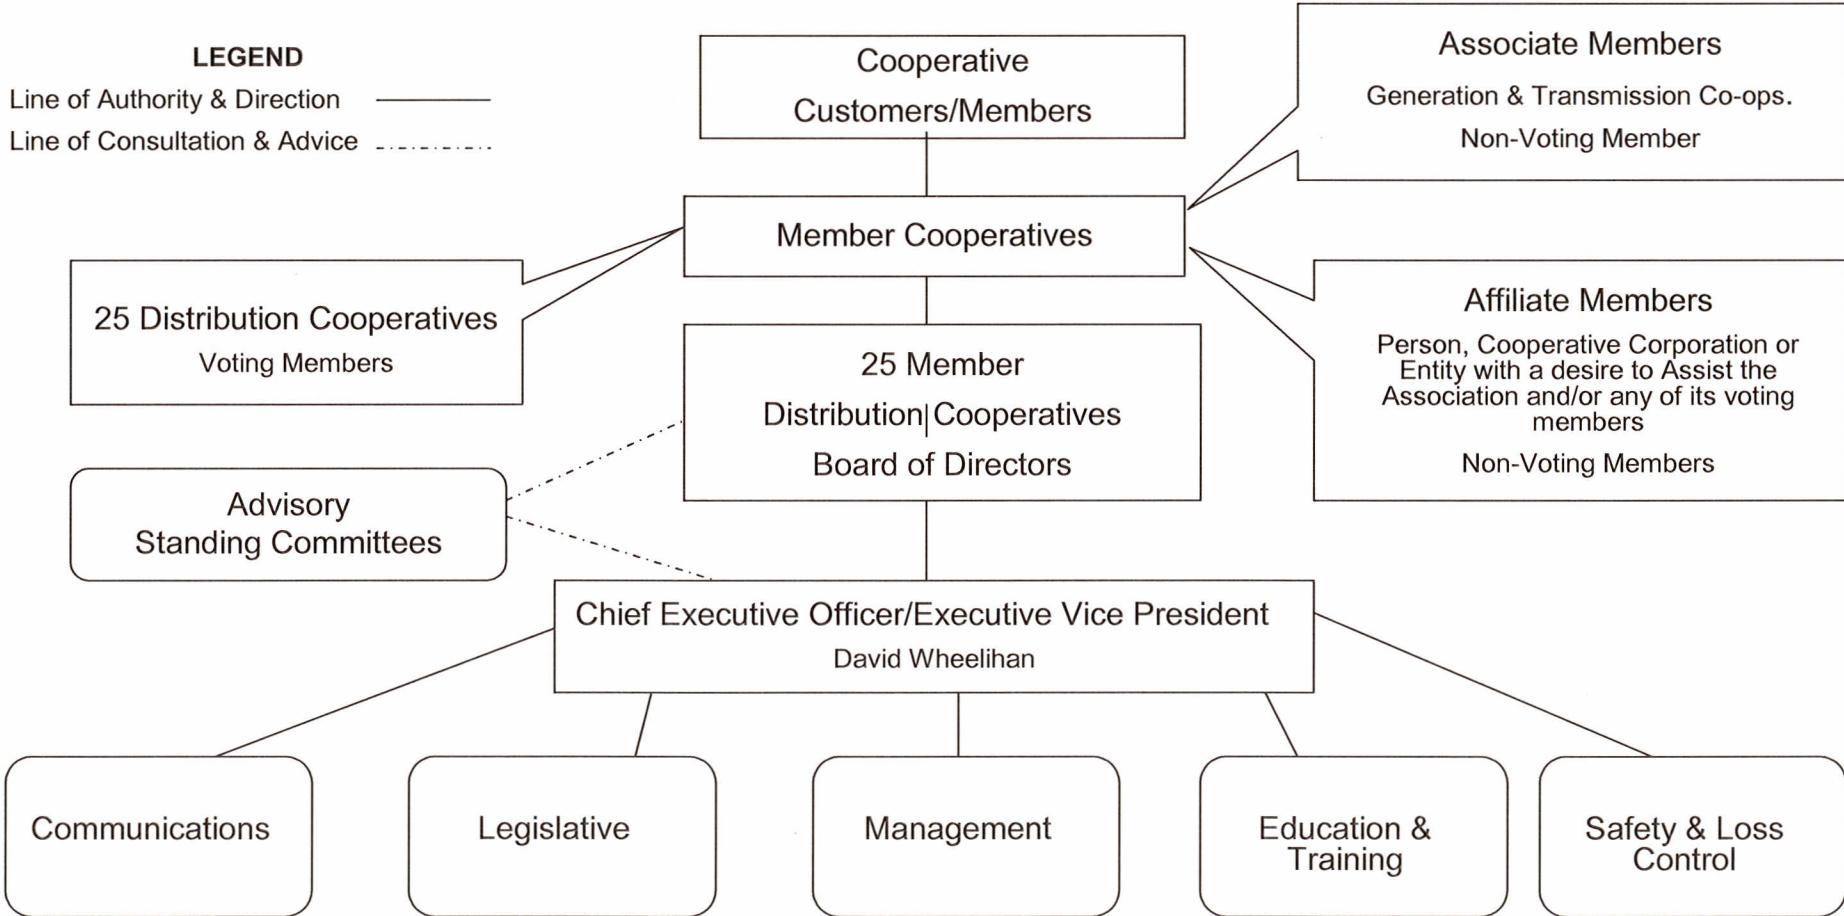 LEGEND
Line of Authority & Direction
Line of Consultation & Advice
Cooperative
Customers/Members
Associate Members
Generation & Transmission Co-ops.
Non-Voting Member
Member Cooperatives
25 Distribution Cooperatives
Voting Members
25 Member
Distribution Cooperatives
Board of Directors
Affiliate Members
Person, Cooperative Corporation or
Entity with a desire to Assist the
Association and/or any of its voting
members
Non-Voting Members
Advisory
Standing Committees
Chief Executive Officer/Executive Vice President
David Wheelihan
Communications
Legislative
Management
Education &
Training
Safety & Loss
Control